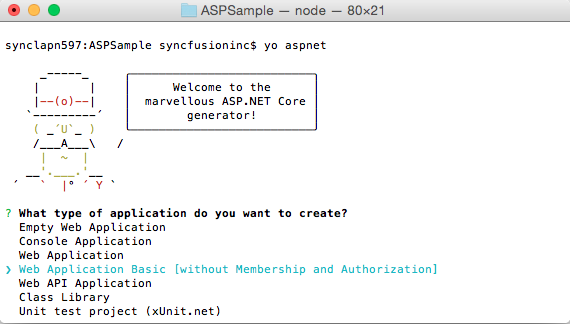 ASPSample — node — 80×21
synclapn597:ASPSample syncfusioninc$ yo aspnet
Welcome to the
marvellous ASP.NET Core
generator!
? What type of application do you want to create?
Empty Web Application
Console Application
Web Application
❯ Web Application Basic [without Membership and Authorization]
Web API Application
Class Library
Unit test project (xUnit.net)